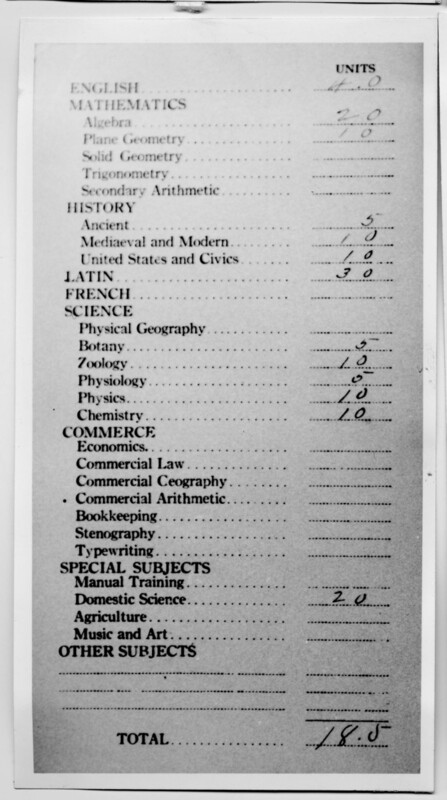 UNITS
ENGLISH 4.0
MATHEMATICS
Algebra 2 0
Plane Geometry 1 0
Solid Geometry
Trigonometry
Secondary Arithmetic
HISTORY
Ancient 5
Mediaeval and Modern 1 0
United States and Civics 1 0
LATIN 3 0
FRENCH
SCIENCE
Physical Geography
Botany 5
Zoology 1 0
Physiology 5
Physics 1 0
Chemistry 1 0
COMMERCE
Economics.
Commercial Law
Commercial Geography
Commercial Arithmetic
Bookkeeping
Stenography
Typewriting
SPECIAL SUBJECTS
Manual Training
Domestic Science 2 0
Agriculture
Music and Art
OTHER SUBJECTS
TOTAL 18.5